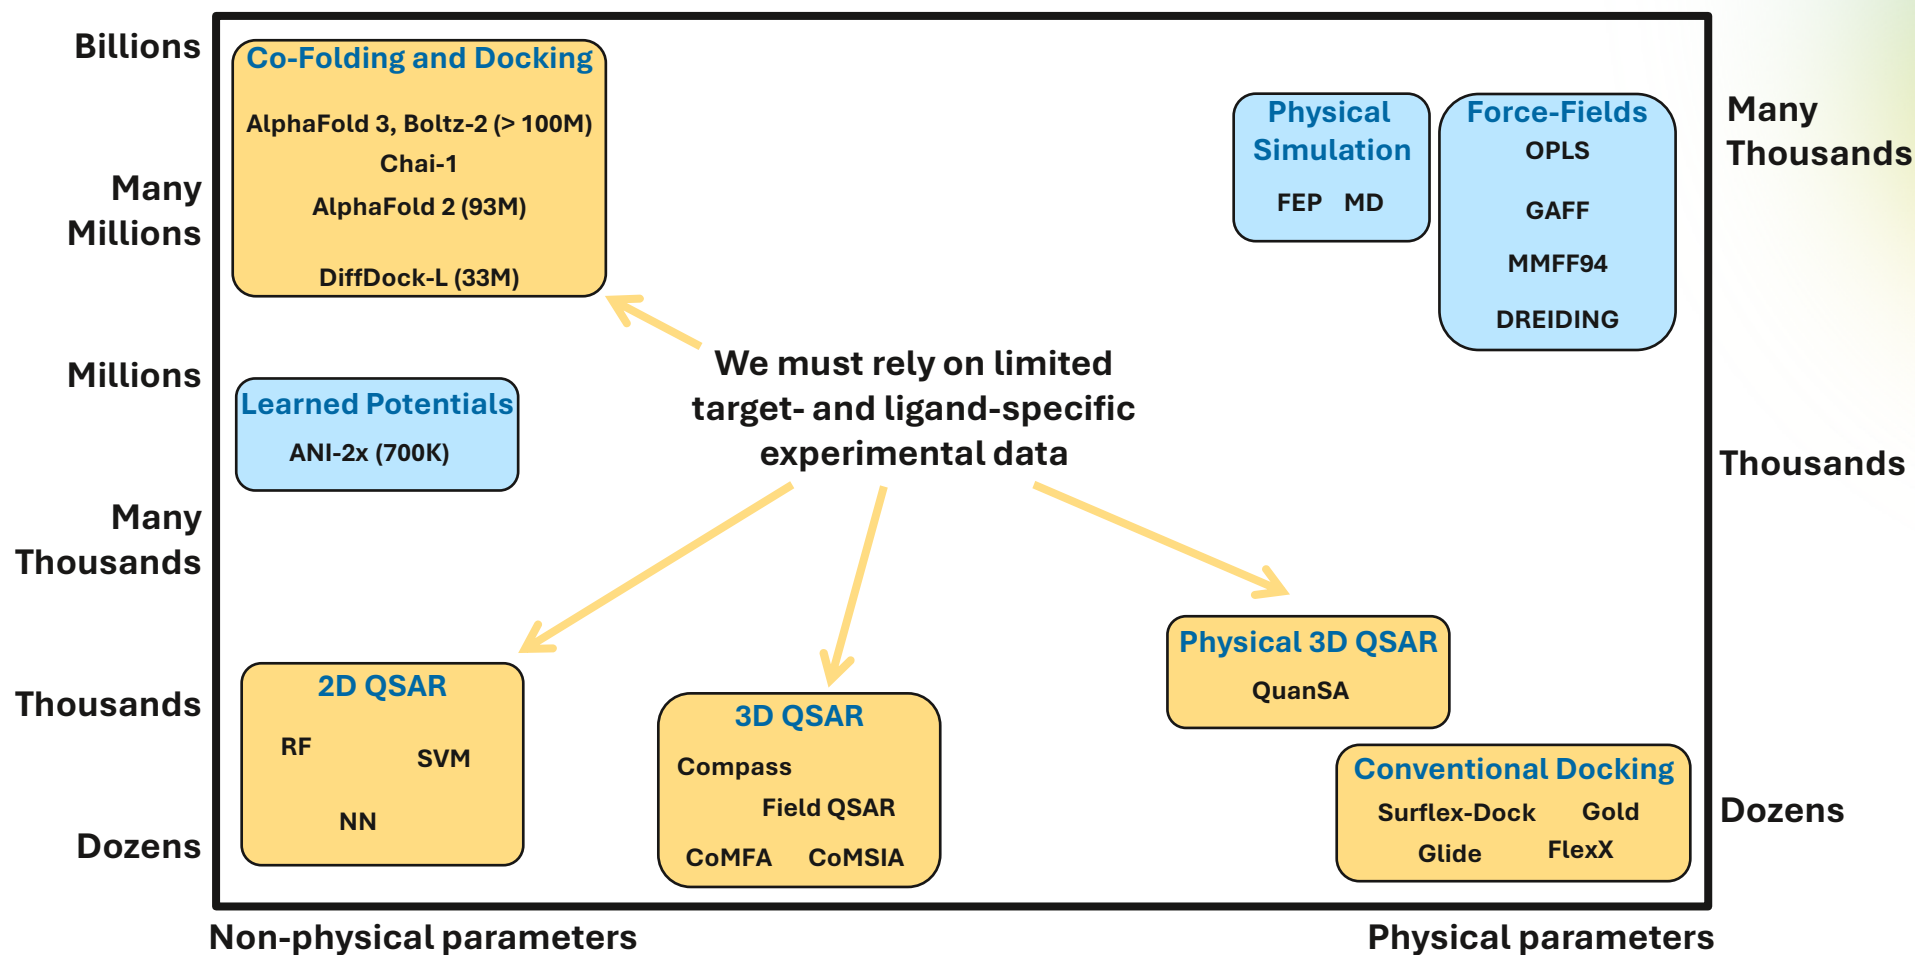 Billions
Many
Millions
Millions
Many
Thousands
Thousands
Dozens
Co-Folding and Docking
AlphaFold 3, Boltz-2 (> 100M)
Chai-1
AlphaFold 2 (93M)
DiffDock-L (33M)
Physical
Simulation
FEP MD
Force-Fields
OPLS
GAFF
MMFF94
DREIDING
Many
Thousands
Thousands
Dozens
Learned Potentials
ANI-2x (700K)
We must rely on limited
target- and ligand-specific
experimental data
2D QSAR
RF
SVM
NN
3D QSAR
Compass
Field QSAR
CoMFA CoMSIA
Physical 3D QSAR
QuanSA
Conventional Docking
Surflex-Dock Gold
Glide FlexX
Non-physical parameters
Physical parameters